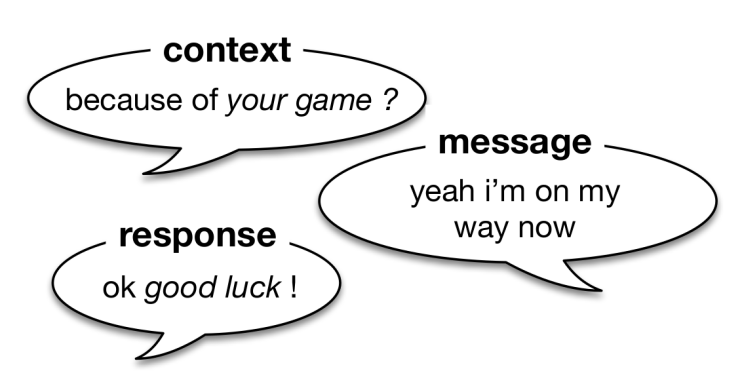 context
because of your game ?
message
yeah i’m on my
way now
response
ok good luck !